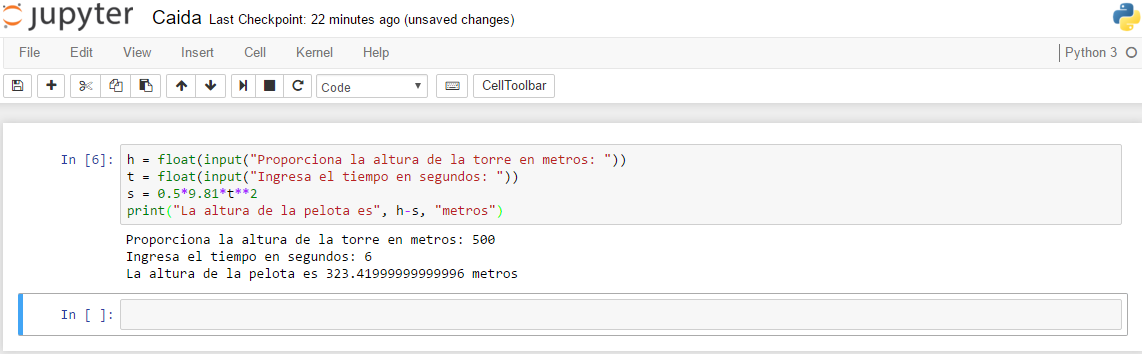 jupyter Caida Last Checkpoint: 22 minutes ago (unsaved changes)
File Edit View Insert Cell Kernel Help Python 3
Code CellToolbar
In [6]: h = float(input("Proporciona la altura de la torre en metros: "))
t = float(input("Ingresa el tiempo en segundos: "))
s = 0.5*9.81*t**2
print("La altura de la pelota es", h-s, "metros")
Proporciona la altura de la torre en metros: 500
Ingresa el tiempo en segundos: 6
La altura de la pelota es 323.41999999999996 metros
In [ ]: